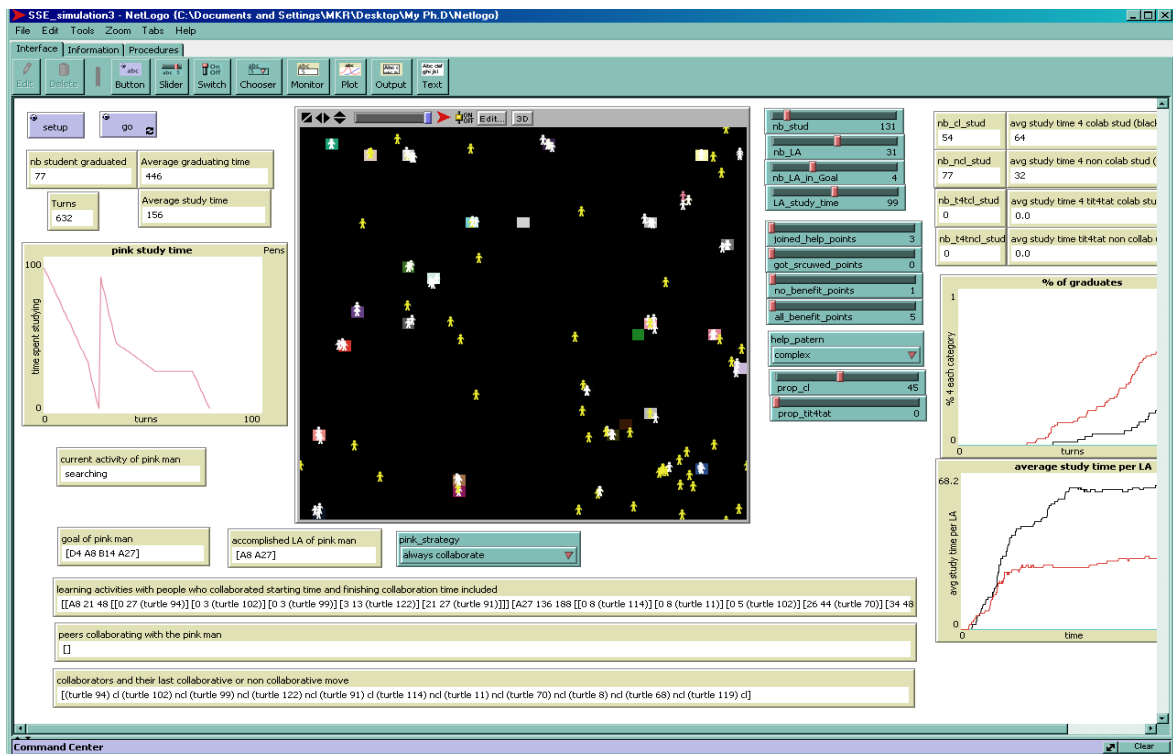 SSE_simulation3 - NetLogo {C:\Documents and Settings\MKR\Desktop\My Ph.D\Netlogo}
File Edit Tools Zoom Tabs Help
Interface Information Procedures
Edit Delete Button Slider Switch Chooser Monitor Plot Output Text
setup go
nb student graduated
77
Average graduating time
446
Turns
632
Average study time
156
pink study time
Pens
100
time spent studying
0
0 turns 100
current activity of pink man
searching
goal of pink man
[D4 A8 B14 A27]
accomplished LA of pink man
[A8 A27]
pink_strategy
always collaborate
ON
OFF
Edit...
3D
nb_stud 131
nb_LA 31
nb_LA_in_Goal 4
LA_study_time 99
joined_help_points 3
got_srcuwed_points 0
no_benefit_points 1
all_benefit_points 5
help_patern
complex
prop_cl 45
prop_tit4tat 0
nb_cl_stud
54
avg study time 4 colab stud (blac
64
nb_ncl_stud
77
avg study time 4 non colab stud (
32
nb_t4tcl_stud
0
avg study time 4 tit4tat colab stu
0.0
nb_t4tncl_stud
0
avg study time tit4tat non collab
0.0
% of graduates
1
% 4 each category
0
0 turns
average study time per LA
68.2
avg study time per LA
0
0 time
learning activities with people who collaborated starting time and finishing collaboration time included
[[A8 21 48 [[0 27 (turtle 94)] [0 3 (turtle 102)] [0 3 (turtle 99)] [3 13 (turtle 122)] [21 27 (turtle 91)]]] [A27 136 188 [[0 8 (turtle 114)] [0 8 (turtle 11)] [0 5 (turtle 102)] [26 44 (turtle 70)] [34 48
peers collaborating with the pink man
[]
collaborators and their last collaborative or non collaborative move
[(turtle 94) cl (turtle 102) ncl (turtle 99) ncl (turtle 122) ncl (turtle 91) cl (turtle 114) ncl (turtle 11) ncl (turtle 70) ncl (turtle 8) ncl (turtle 68) ncl (turtle 119) cl]
Command Center
Clear